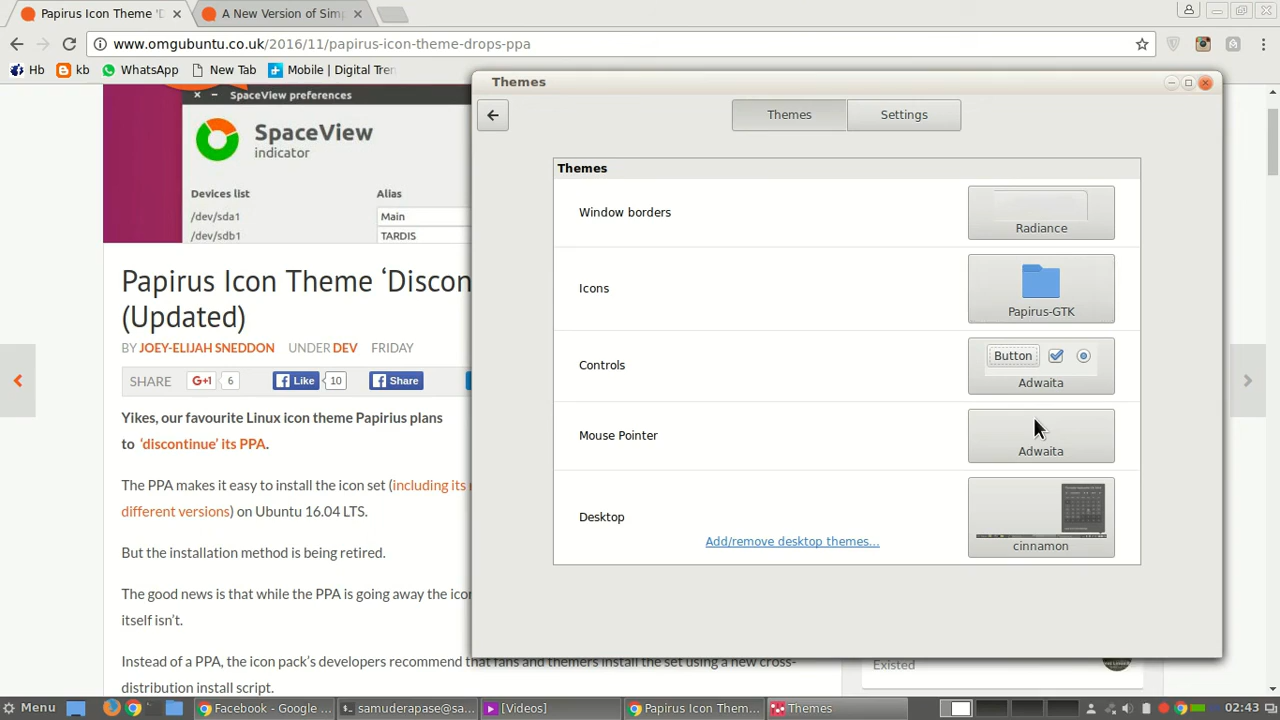 Papirus Icon Theme 'D
A New Version of Sim
www.omgubuntu.co.uk/2016/11/papirus-icon-theme-drops-ppa
Hb
kb
WhatsApp
New Tab
Mobile | Digital Tren
SpaceView preferences
SpaceView
indicator
Devices list
Alias
/dev/sda1
Main
/dev/sdb1
TARDIS
Papirus Icon Theme ‘Discon
(Updated)
BY JOEY-ELIJAH SNEDDON UNDER DEV FRIDAY
SHARE
G+1
6
Like
10
Share
Yikes, our favourite Linux icon theme Papirius plans
to ‘discontinue’ its PPA.
The PPA makes it easy to install the icon set (including its
different versions) on Ubuntu 16.04 LTS.
But the installation method is being retired.
The good news is that while the PPA is going away the ico
itself isn’t.
Instead of a PPA, the icon pack’s developers recommend that fans and themers install the set using a new cross-
distribution install script.
Existed
Themes
Themes
Settings
Themes
Window borders
Radiance
Icons
Papirus-GTK
Controls
Button
Adwaita
Mouse Pointer
Adwaita
Desktop
Add/remove desktop themes...
cinnamon
Menu
Facebook - Google ...
samuderapase@sa...
[Videos]
Papirus Icon Them...
Themes
02:43